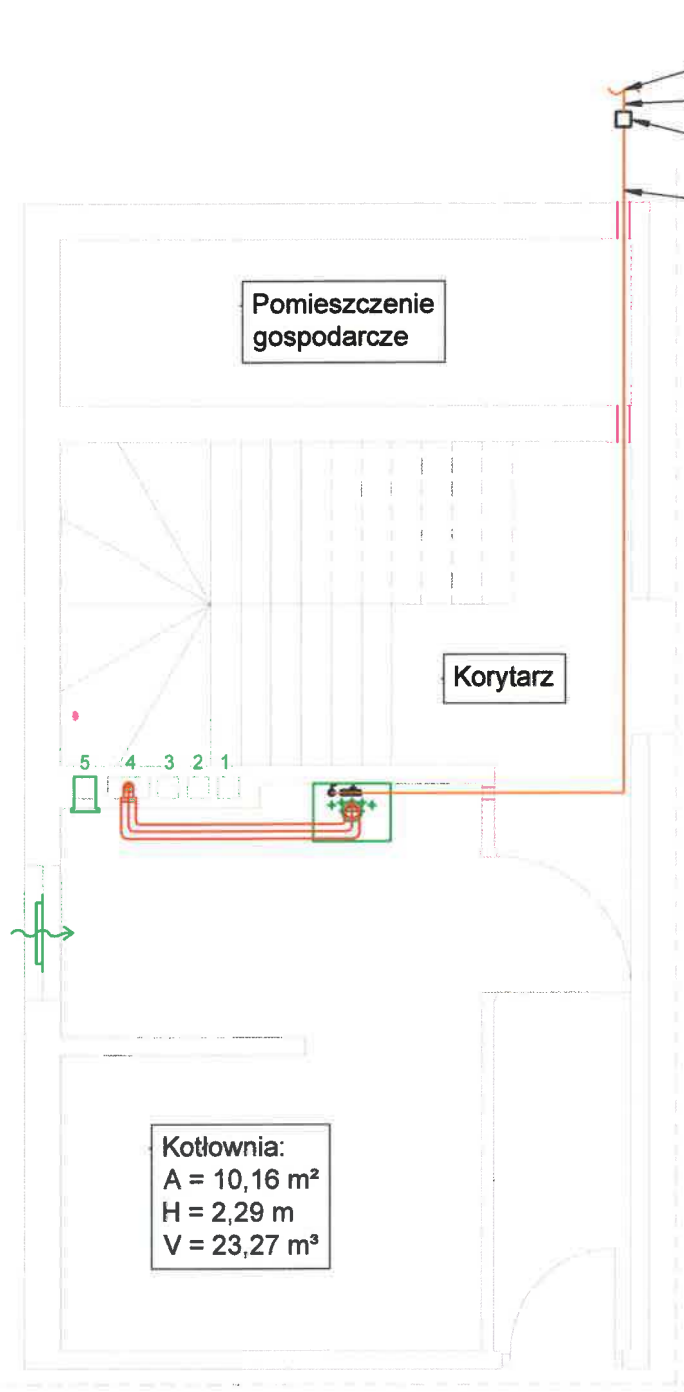 Pomieszczenie
gospodarcze
Korytarz
5 4 3 2 1
Kotłownia:
A = 10,16 m²
H = 2,29 m
V = 23,27 m³